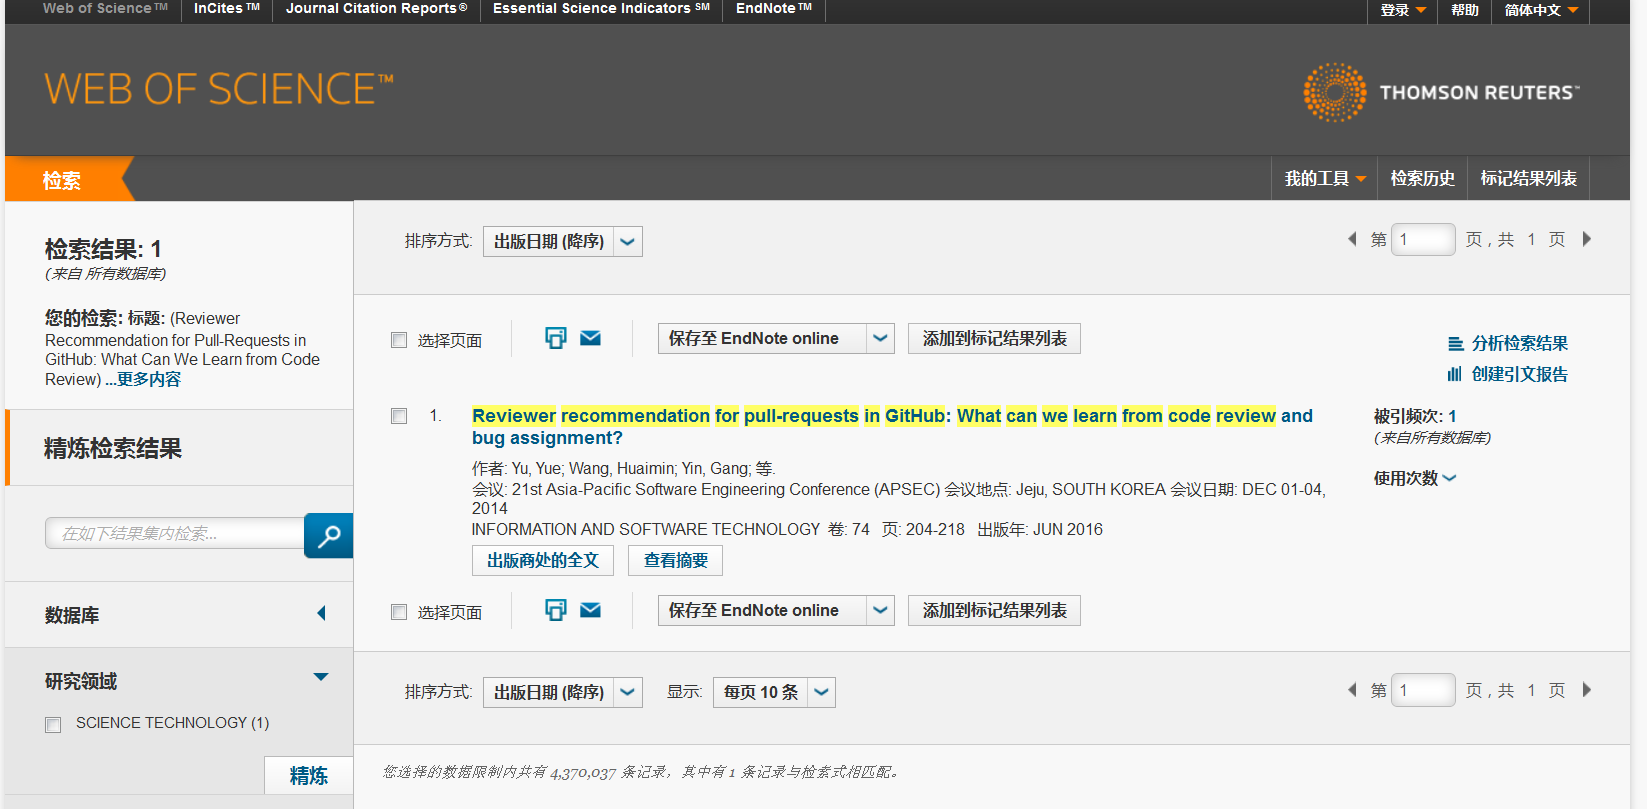 Web of Science™ InCites™ Journal Citation Reports® Essential Science Indicators SM EndNote™ 登录 帮助 简体中文
WEB OF SCIENCE™
THOMSON REUTERS™
检索 我的工具 检索历史 标记结果列表
检索结果: 1
(来自 所有数据库)
您的检索: 标题: (Reviewer
Recommendation for Pull-Requests in
GitHub: What Can We Learn from Code
Review) ...更多内容
精炼检索结果
在如下结果集内检索...
数据库
研究领域
SCIENCE TECHNOLOGY (1)
精炼
排序方式: 出版日期 (降序) 第 1 页，共 1 页
选择页面 保存至 EndNote online 添加到标记结果列表
分析检索结果
创建引文报告
1. Reviewer recommendation for pull-requests in GitHub: What can we learn from code review and
bug assignment?
作者: Yu, Yue; Wang, Huaimin; Yin, Gang; 等.
会议: 21st Asia-Pacific Software Engineering Conference (APSEC) 会议地点: Jeju, SOUTH KOREA 会议日期: DEC 01-04,
2014
INFORMATION AND SOFTWARE TECHNOLOGY 卷: 74 页: 204-218 出版年: JUN 2016
出版商处的全文 查看摘要
被引频次: 1
(来自所有数据库)
使用次数
选择页面 保存至 EndNote online 添加到标记结果列表
排序方式: 出版日期 (降序) 显示: 每页 10 条 第 1 页，共 1 页
您选择的数据限制内共有 4,370,037 条记录，其中有 1 条记录与检索式相匹配。